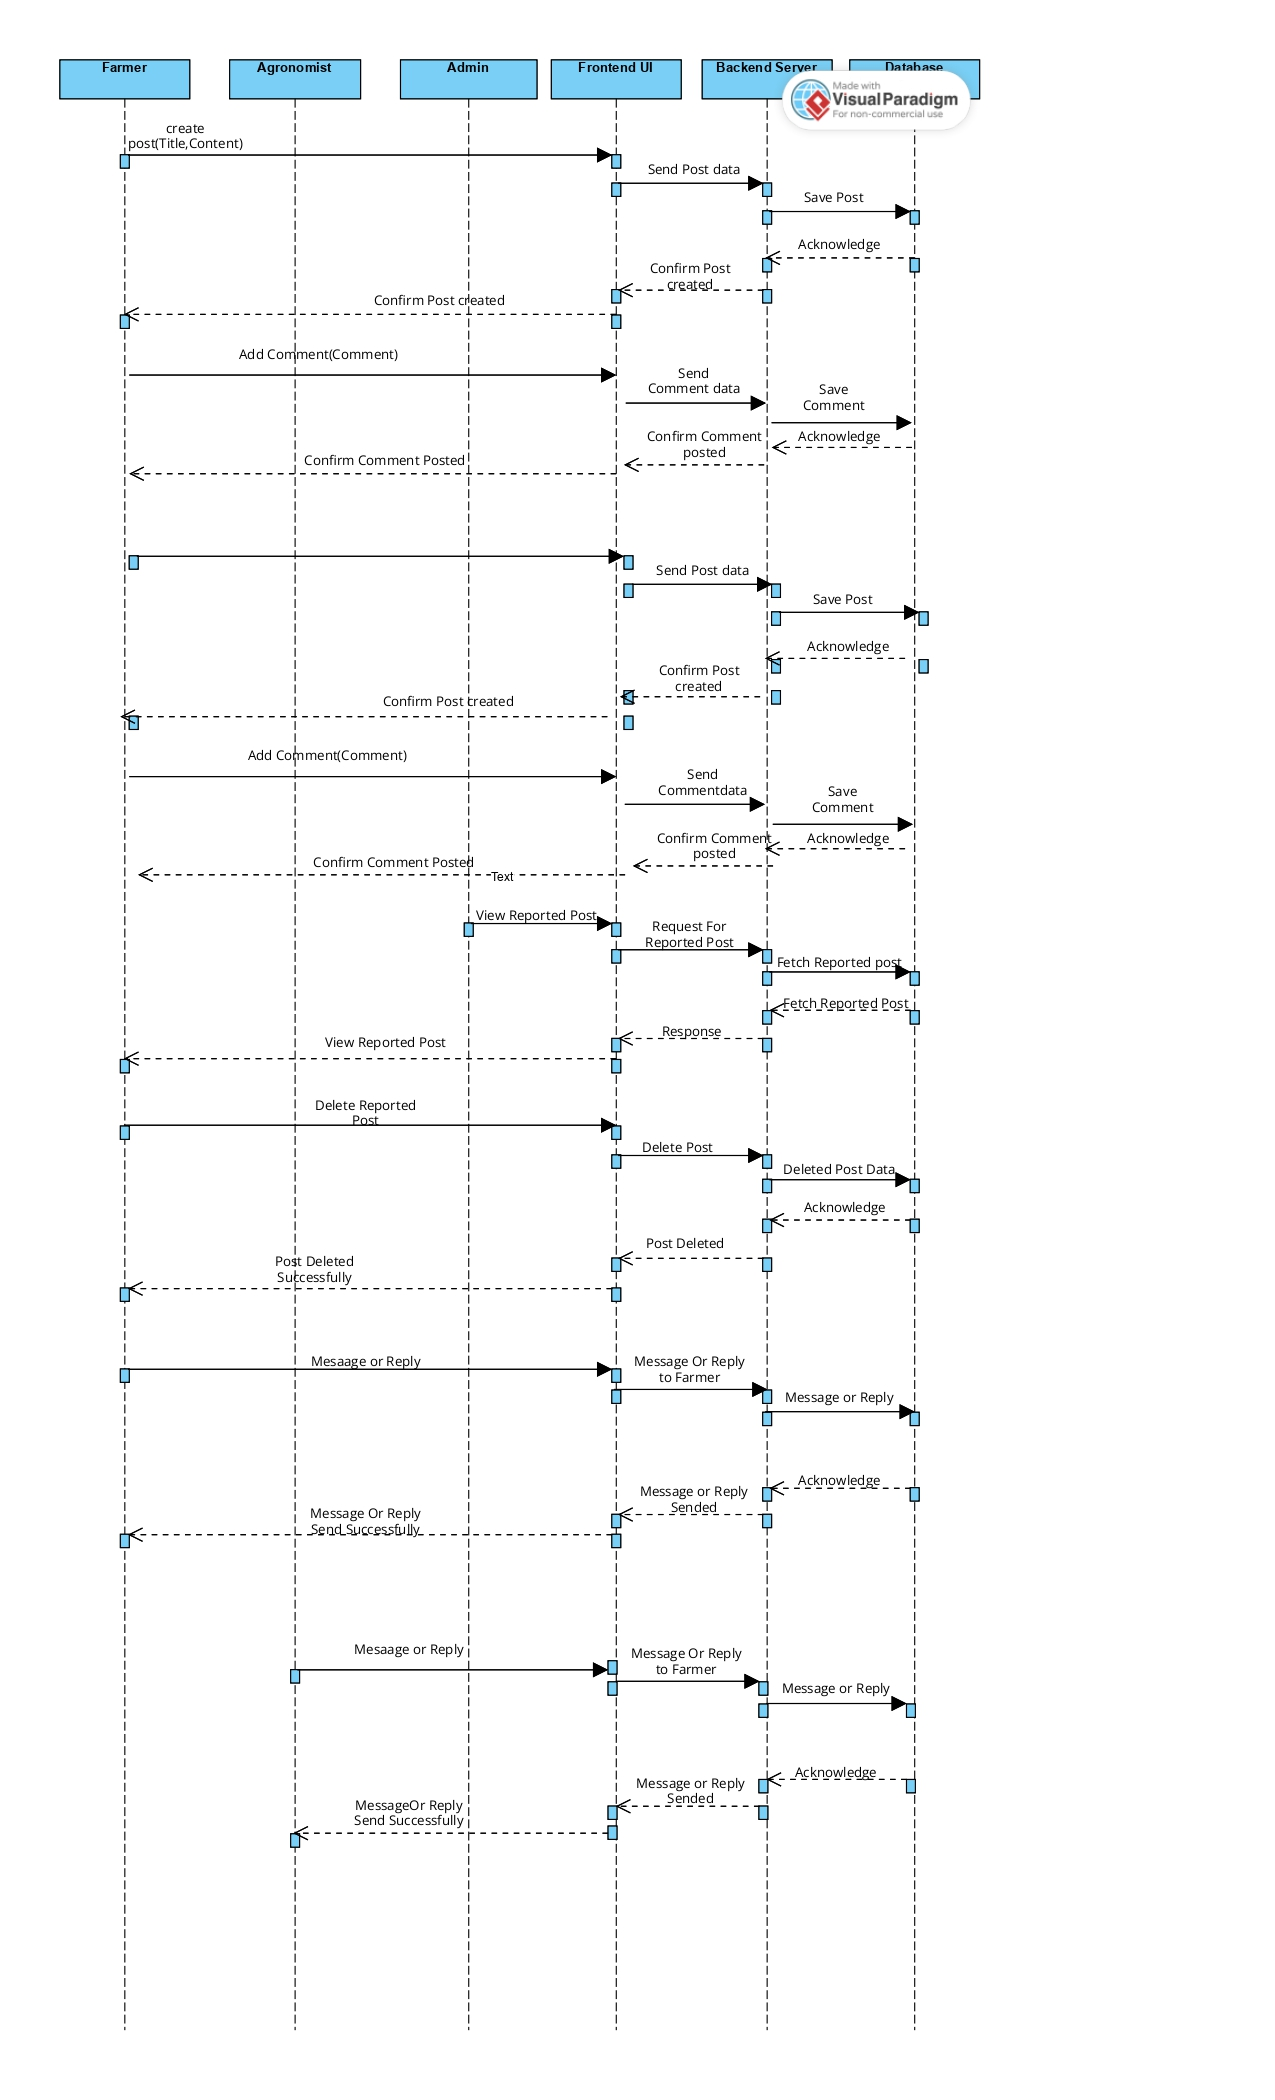 Farmer
Agronomist
Admin
Frontend UI
Backend Server
Database
Made with
VisualParadigm
For non-commercial use
create
post(Title,Content)
Send Post data
Save Post
Acknowledge
Confirm Post
created
Confirm Post created
Add Comment(Comment)
Send
Comment data
Save
Comment
Acknowledge
Confirm Comment
posted
Confirm Comment Posted
Send Post data
Save Post
Acknowledge
Confirm Post
created
Confirm Post created
Add Comment(Comment)
Send
Commentdata
Save
Comment
Acknowledge
Confirm Comment
posted
Confirm Comment Posted
Text
View Reported Post
Request For
Reported Post
Fetch Reported post
Fetch Reported Post
Response
View Reported Post
Delete Reported
Post
Delete Post
Deleted Post Data
Acknowledge
Post Deleted
Post Deleted
Successfully
Mesaage or Reply
Message Or Reply
to Farmer
Message or Reply
Acknowledge
Message or Reply
Sended
Message Or Reply
Send Successfully
Mesaage or Reply
Message Or Reply
to Farmer
Message or Reply
Acknowledge
Message or Reply
Sended
MessageOr Reply
Send Successfully